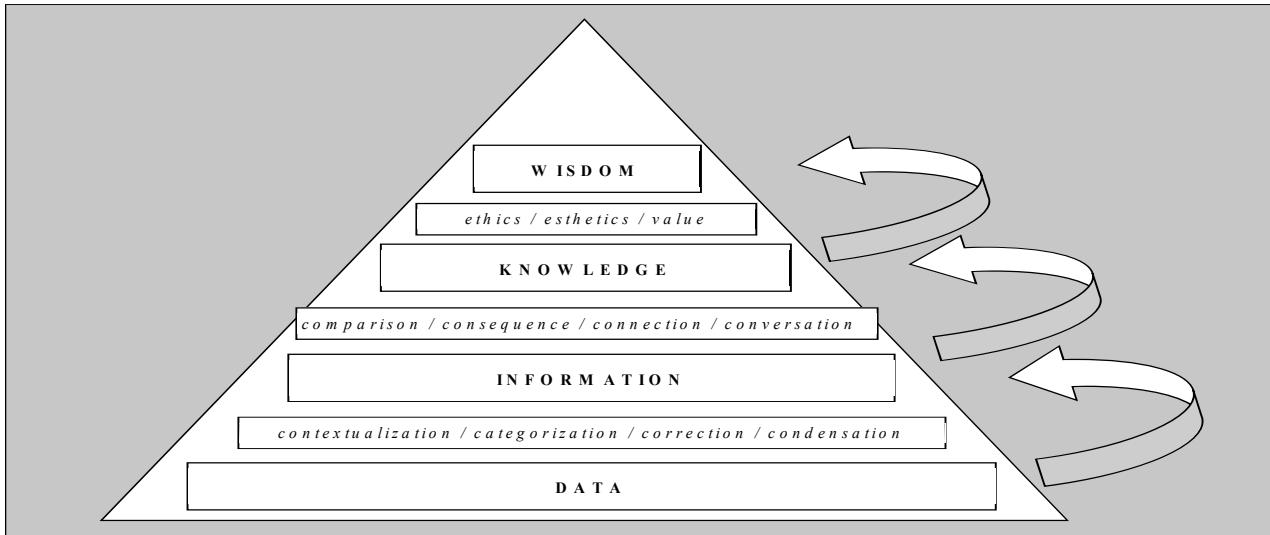 WISDOM
ethics / esthetics / value
KNOWLEDGE
comparison / consequence / connection / conversation
INFORMATION
contextualization / categorization / correction / condensation
DATA